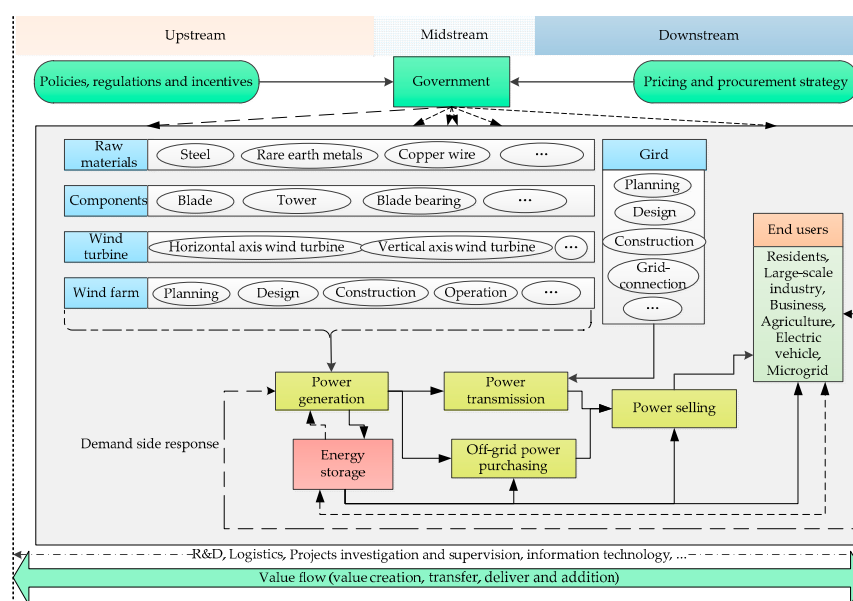 Upstream
Midstream
Downstream
Policies, regulations and incentives
Government
Pricing and procurement strategy
Raw
materials
Steel
Rare earth metals
Copper wire
...
Gird
Planning
Design
Construction
Grid-
connection
...
Components
Blade
Tower
Blade bearing
...
Wind
turbine
Horizontal axis wind turbine
Vertical axis wind turbine
...
Wind farm
Planning
Design
Construction
Operation
...
End users
Residents,
Large-scale
industry,
Business,
Agriculture,
Electric
vehicle,
Microgrid
Power
generation
Power
transmission
Power selling
Demand side response
Energy
storage
Off-grid power
purchasing
R&D, Logistics, Projects investigation and supervision, information technology, ...
Value flow (value creation, transfer, deliver and addition)